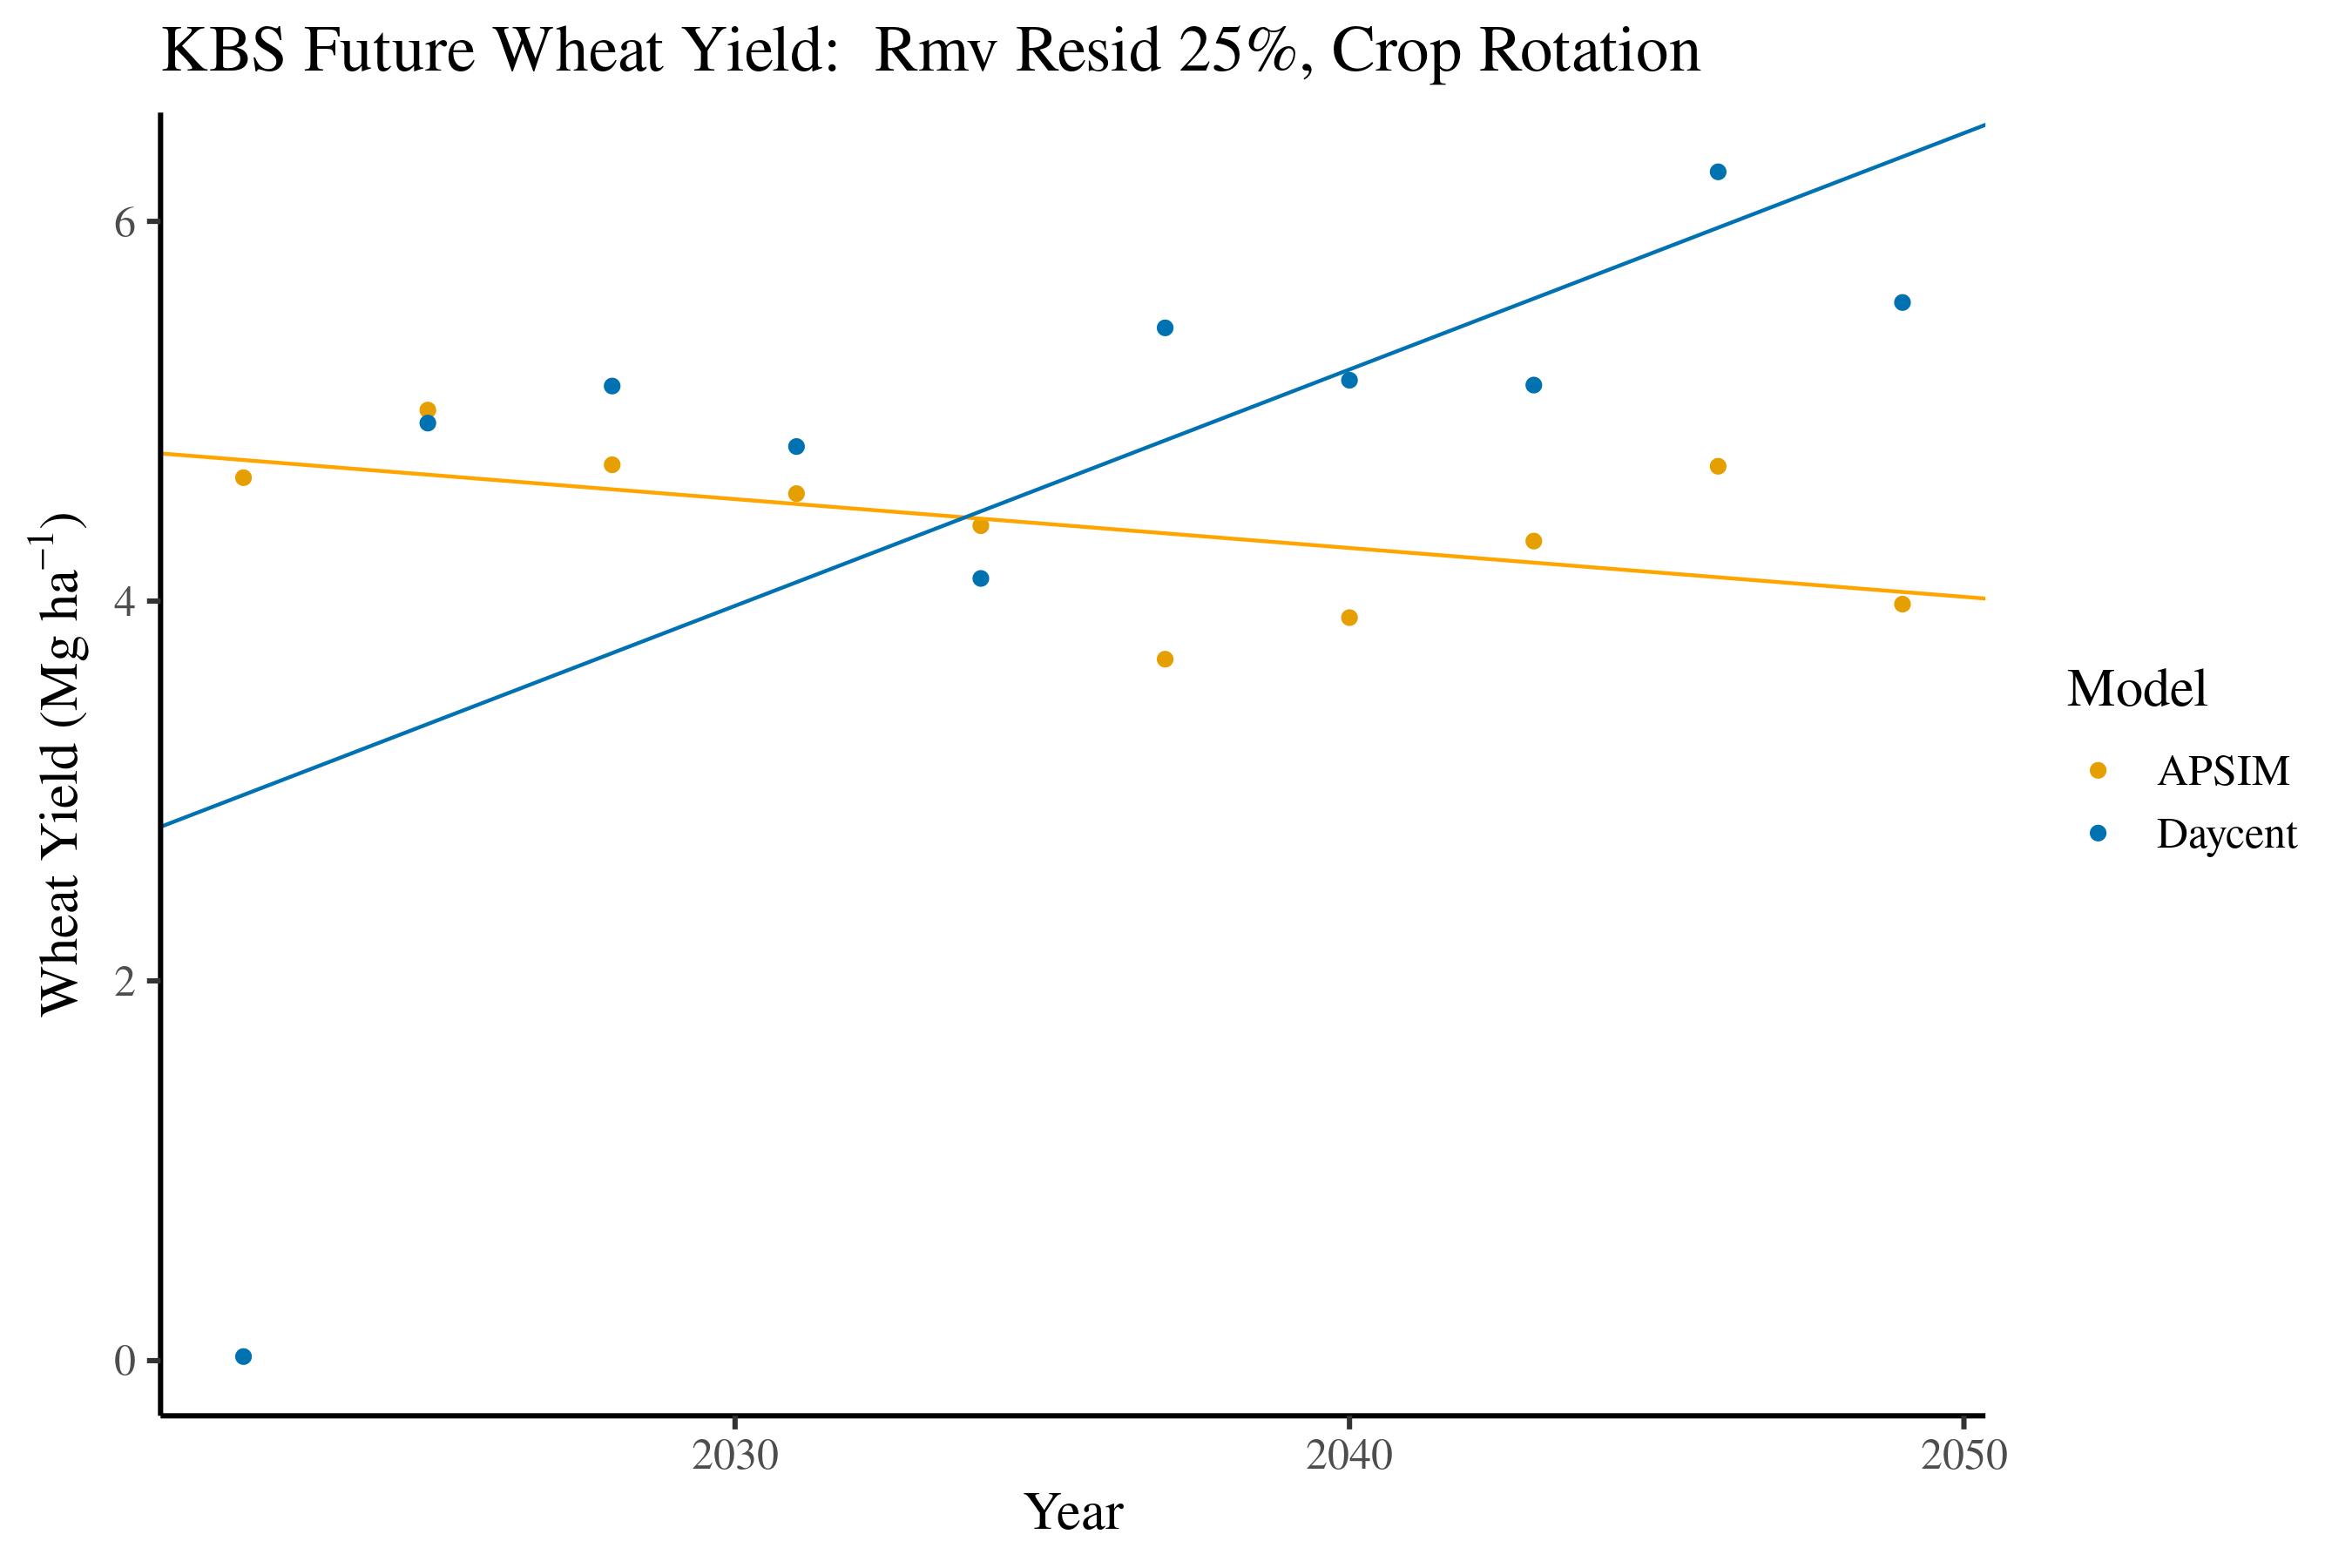 KBS Future Wheat Yield:  Rmv Resid 25%, Crop Rotation
Wheat Yield (Mg ha⁻¹)
6
4
2
0
2030
2040
2050
Year
Model
APSIM
Daycent